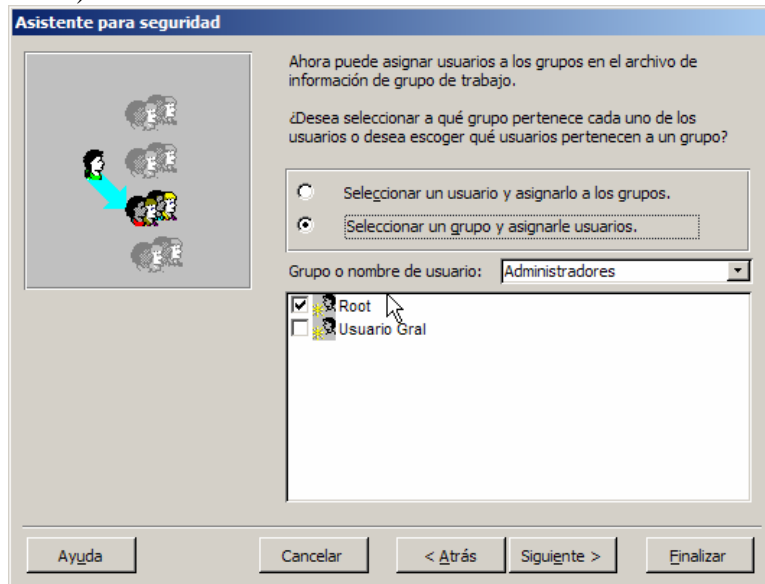 Asistente para seguridad
Ahora puede asignar usuarios a los grupos en el archivo de
información de grupo de trabajo.
¿Desea seleccionar a qué grupo pertenece cada uno de los
usuarios o desea escoger qué usuarios pertenecen a un grupo?
Seleccionar un usuario y asignarlo a los grupos.
Seleccionar un grupo y asignarle usuarios.
Grupo o nombre de usuario: Administradores
Root
Usuario Gral
Ayuda Cancelar < Atrás Siguiente > Finalizar